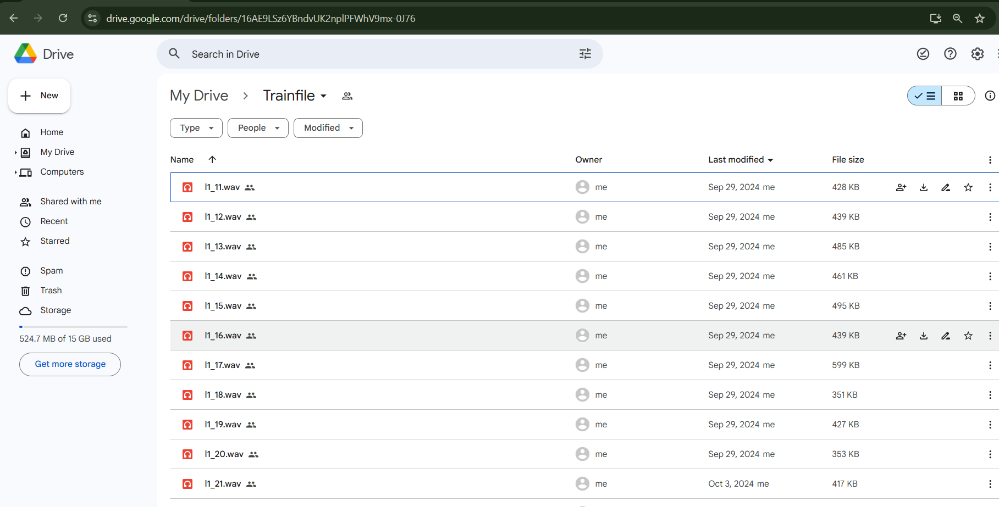 drive.google.com/drive/folders/16AE9LSz6YBndvUK2nplPFWhV9mx-0J76
Drive
Search in Drive
New
Home
My Drive
Computers
Shared with me
Recent
Starred
Spam
Trash
Storage
524.7 MB of 15 GB used
Get more storage
My Drive > Trainfile
Type People Modified
Name Owner Last modified File size
l1_11.wav me Sep 29, 2024 me 428 KB
l1_12.wav me Sep 29, 2024 me 439 KB
l1_13.wav me Sep 29, 2024 me 485 KB
l1_14.wav me Sep 29, 2024 me 461 KB
l1_15.wav me Sep 29, 2024 me 495 KB
l1_16.wav me Sep 29, 2024 me 439 KB
l1_17.wav me Sep 29, 2024 me 599 KB
l1_18.wav me Sep 29, 2024 me 351 KB
l1_19.wav me Sep 29, 2024 me 427 KB
l1_20.wav me Sep 29, 2024 me 353 KB
l1_21.wav me Oct 3, 2024 me 417 KB